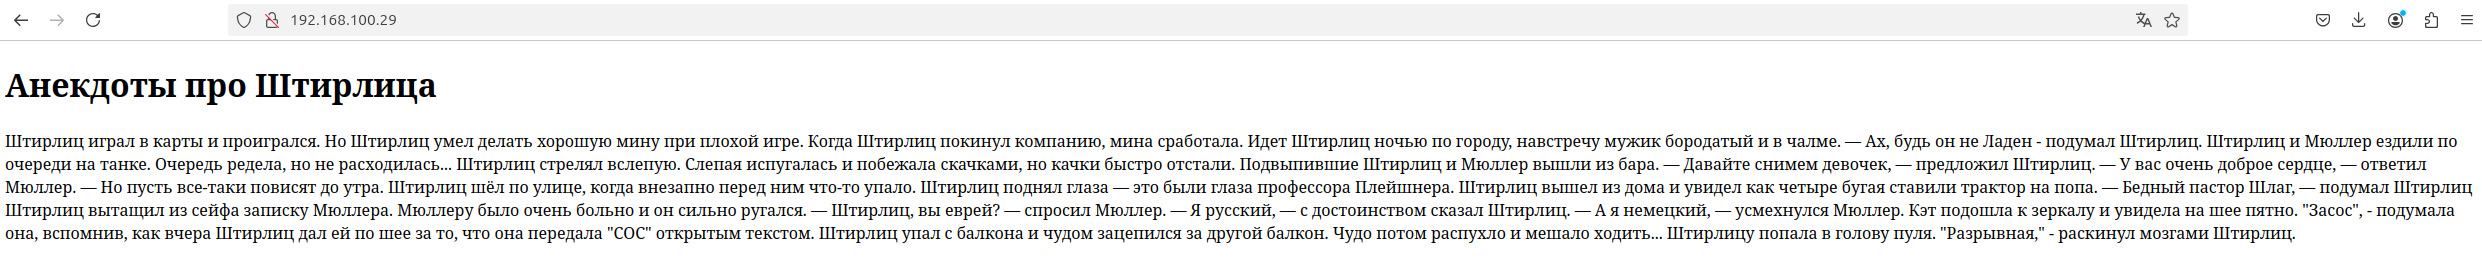 192.168.100.29
Анекдоты про Штирлица
Штирлиц играл в карты и проигрался. Но Штирлиц умел делать хорошую мину при плохой игре. Когда Штирлиц покинул компанию, мина сработала. Идет Штирлиц ночью по городу, навстречу мужик бородатый и в чалме. — Ах, будь он не Ладен - подумал Штирлиц. Штирлиц и Мюллер ездили по
очереди на танке. Очередь редела, но не расходилась... Штирлиц стрелял вслепую. Слепая испугалась и побежала скачками, но качки быстро отстали. Подвыпившие Штирлиц и Мюллер вышли из бара. — Давайте снимем девочек, — предложил Штирлиц. — У вас очень доброе сердце, — ответил
Мюллер. — Но пусть все-таки повисят до утра. Штирлиц шёл по улице, когда внезапно перед ним что-то упало. Штирлиц поднял глаза — это были глаза профессора Плейшнера. Штирлиц вышел из дома и увидел как четыре бугая ставили трактор на попа. — Бедный пастор Шлаг, — подумал Штирлиц
Штирлиц вытащил из сейфа записку Мюллера. Мюллеру было очень больно и он сильно ругался. — Штирлиц, вы еврей? — спросил Мюллер. — Я русский, — с достоинством сказал Штирлиц. — А я немецкий, — усмехнулся Мюллер. Кэт подошла к зеркалу и увидела на шее пятно. "Засос", - подумала
она, вспомнив, как вчера Штирлиц дал ей по шее за то, что она передала "СОС" открытым текстом. Штирлиц упал с балкона и чудом зацепился за другой балкон. Чудо потом распухло и мешало ходить... Штирлицу попала в голову пуля. "Разрывная," - раскинул мозгами Штирлиц.